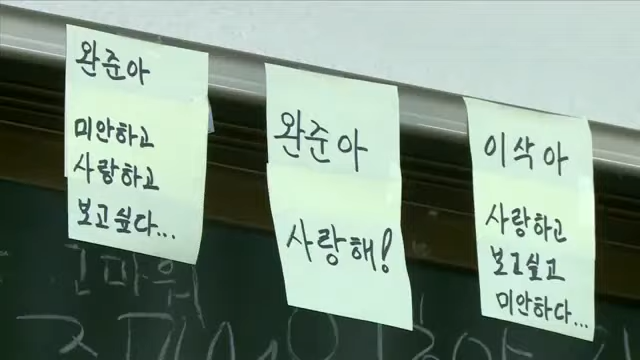 완준아
미안하고
사랑하고
보고싶다...
완준아
사랑해!
이삭아
사랑하고
보고싶고
미안하다...
고마워